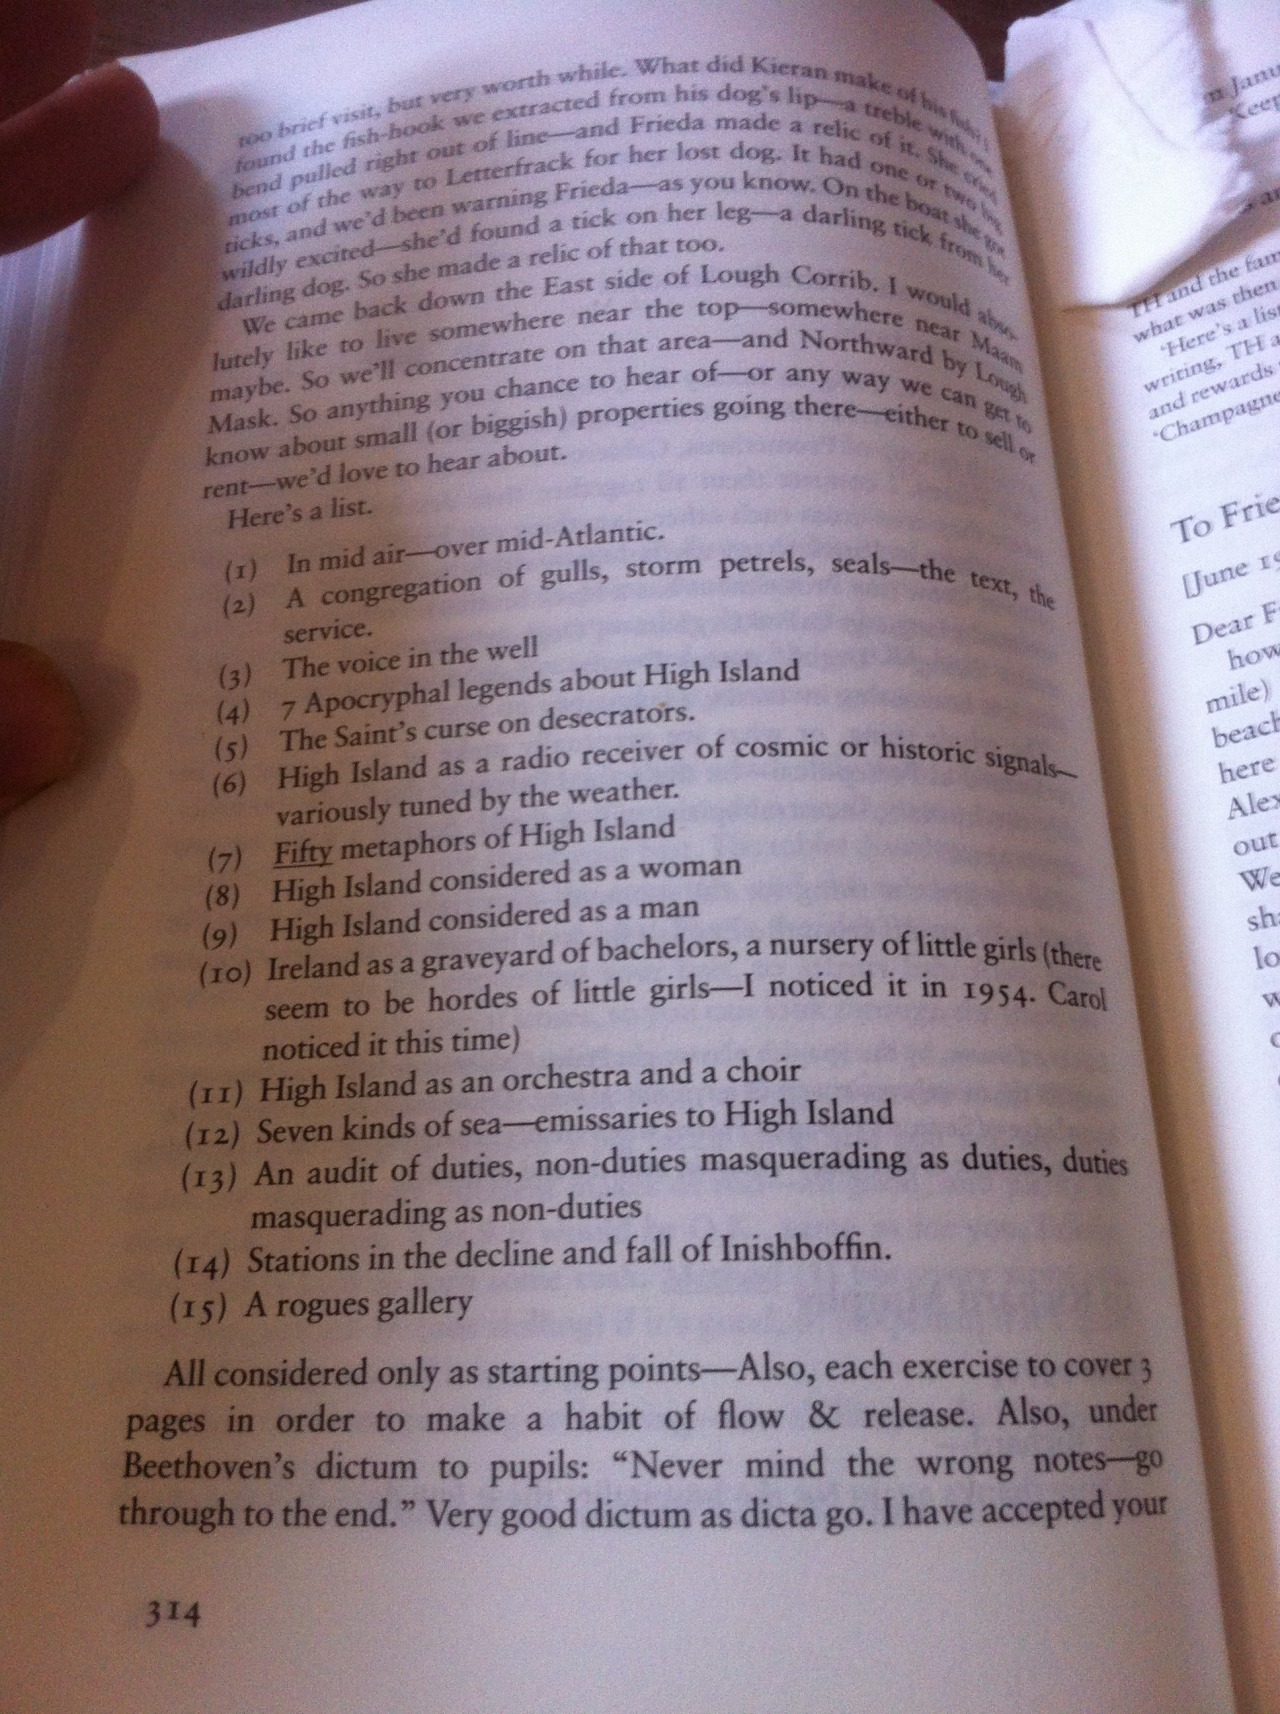 too brief visit, but very worth while. What did Kieran make of his fish? I
found the fish-hook we extracted from his dog's lip—a treble with one
bend pulled right out of line—and Frieda made a relic of it. She cried
most of the way to Letterfrack for her lost dog. It had one or two big
ticks, and we'd been warning Frieda—as you know. On the boat she got
wildly excited—she'd found a tick on her leg—a darling tick from her
darling dog. So she made a relic of that too.
We came back down the East side of Lough Corrib. I would abso-
lutely like to live somewhere near the top—somewhere near Maam
maybe. So we'll concentrate on that area—and Northward by Lough
Mask. So anything you chance to hear of—or any way we can get to
know about small (or biggish) properties going there—either to sell or
rent—we'd love to hear about.
Here's a list.
(1) In mid air—over mid-Atlantic.
(2) A congregation of gulls, storm petrels, seals—the text, the
service.
(3) The voice in the well
(4) 7 Apocryphal legends about High Island
(5) The Saint's curse on desecrators.
(6) High Island as a radio receiver of cosmic or historic signals—
variously tuned by the weather.
(7) Fifty metaphors of High Island
(8) High Island considered as a woman
(9) High Island considered as a man
(10) Ireland as a graveyard of bachelors, a nursery of little girls (there
seem to be hordes of little girls—I noticed it in 1954. Carol
noticed it this time)
(11) High Island as an orchestra and a choir
(12) Seven kinds of sea—emissaries to High Island
(13) An audit of duties, non-duties masquerading as duties, duties
masquerading as non-duties
(14) Stations in the decline and fall of Inishboffin.
(15) A rogues gallery
All considered only as starting points—Also, each exercise to cover 3
pages in order to make a habit of flow & release. Also, under
Beethoven's dictum to pupils: "Never mind the wrong notes—go
through to the end." Very good dictum as dicta go. I have accepted your
314
TH and the
what was then
'Here's a list
writing, TH
and rewards
'Champagne
To
[June
Dear
how
mile)
beach
here
out
We